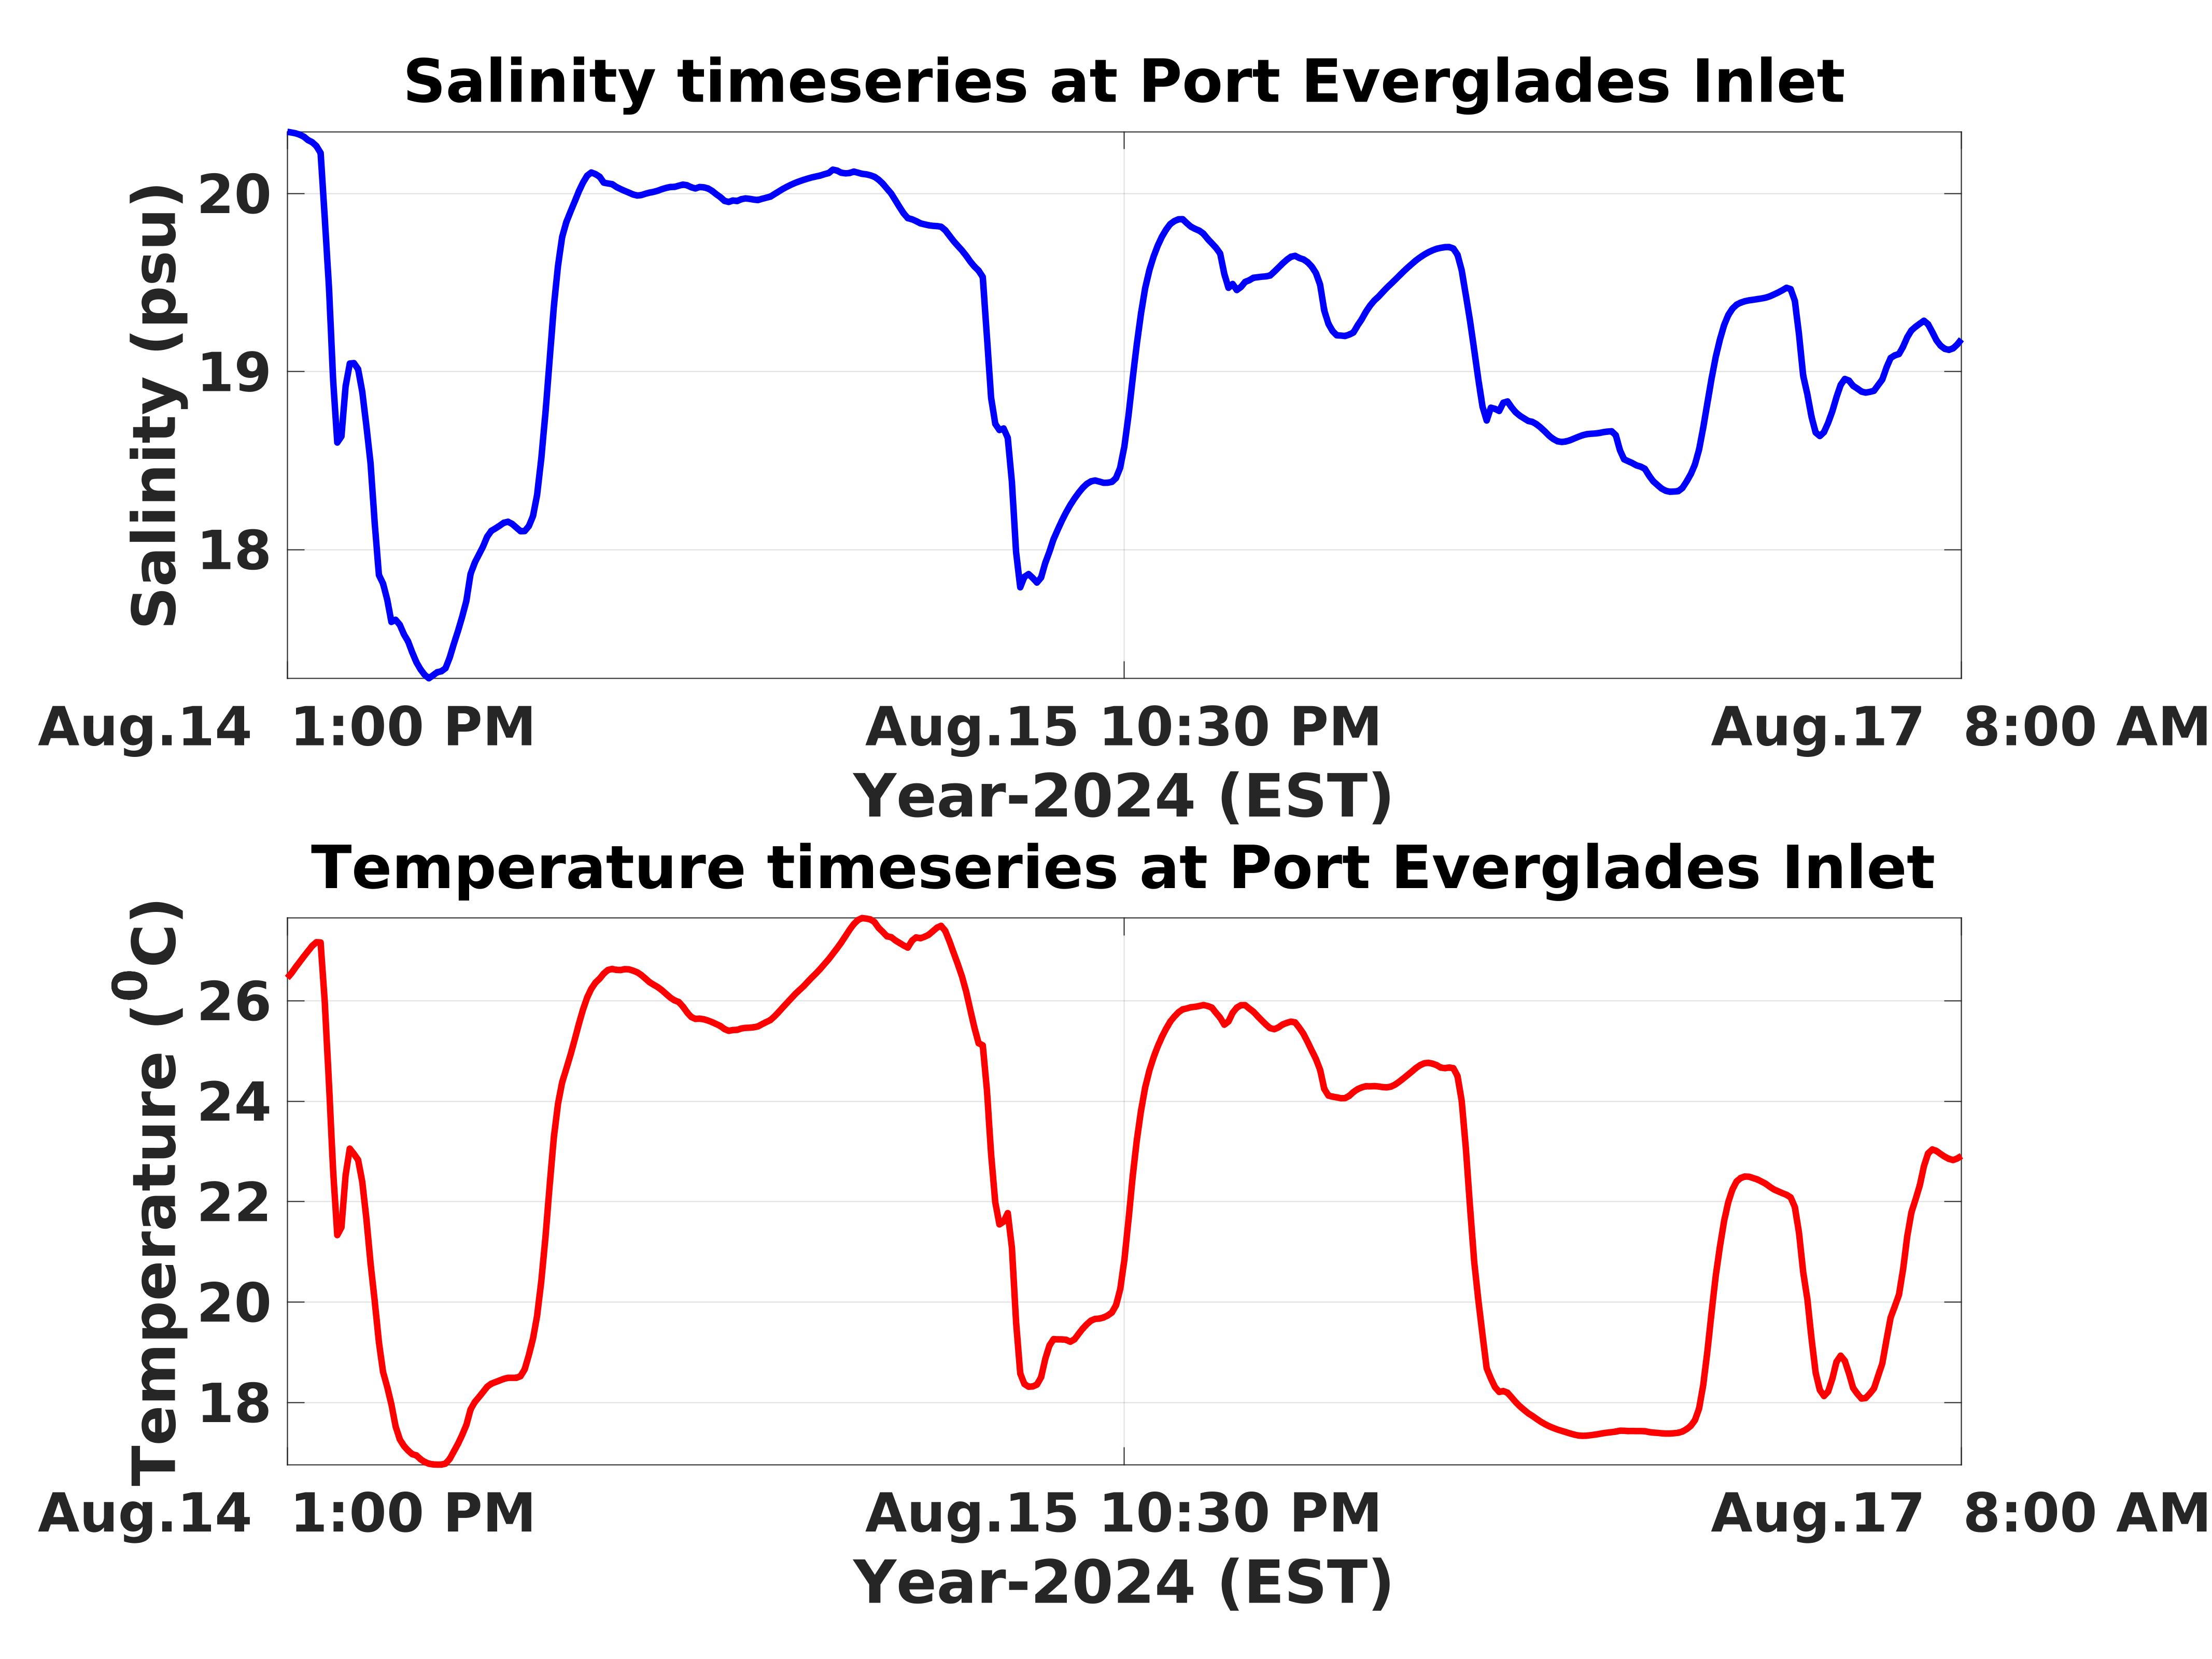 Salinity timeseries at Port Everglades Inlet
Salinity (psu)
20
19
18
Aug.14 1:00 PM Aug.15 10:30 PM Aug.17 8:00 AM
Year-2024 (EST)
Temperature timeseries at Port Everglades Inlet
Temperature (⁰C)
26
24
22
20
18
Aug.14 1:00 PM Aug.15 10:30 PM Aug.17 8:00 AM
Year-2024 (EST)